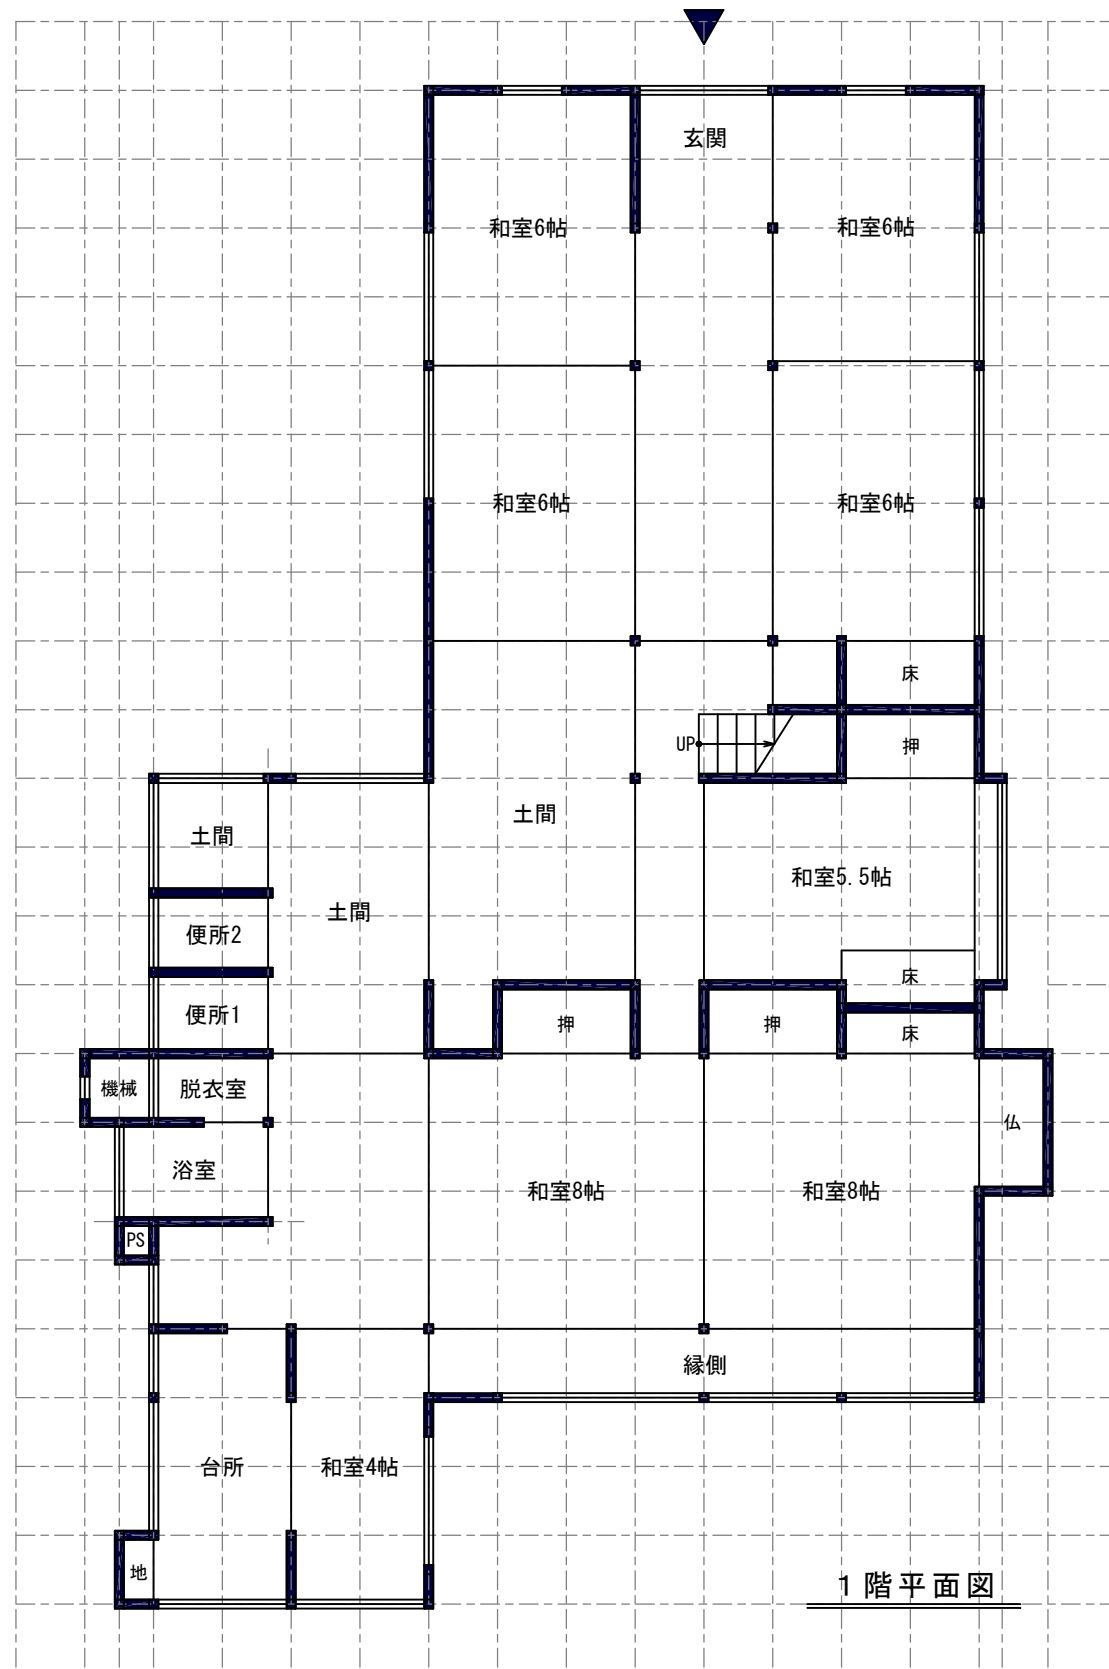 玄関
和室6帖
和室6帖
和室6帖
和室6帖
床
UP
押
土間
土間
和室5.5帖
土間
便所2
床
便所1
押
押
床
機械
脱衣室
仏
浴室
和室8帖
和室8帖
PS
縁側
台所
和室4帖
地
1階平面図